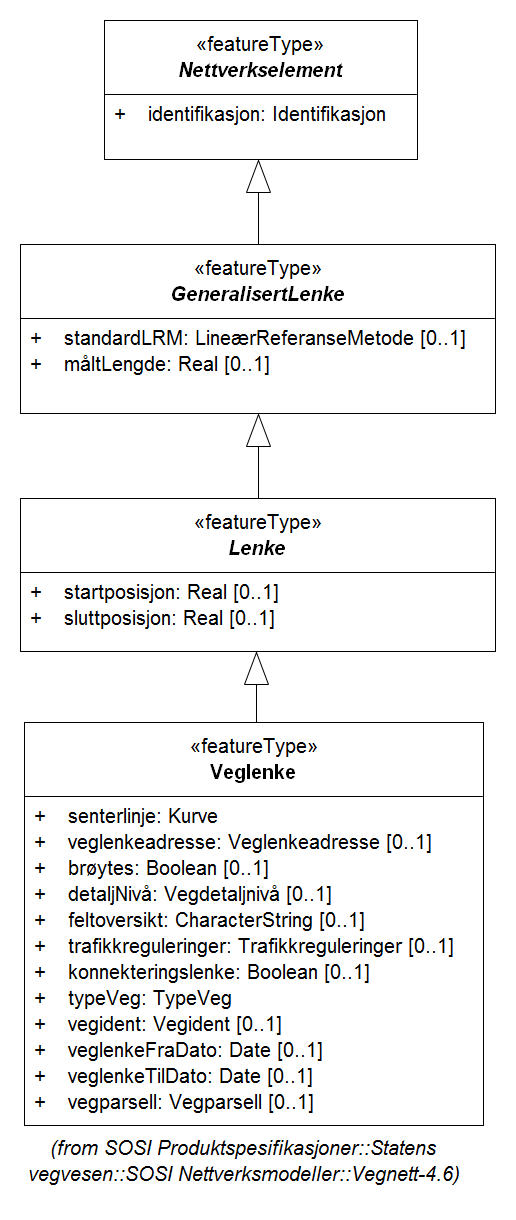 «featureType»
Nettverkselement
+ identifikasjon: Identifikasjon
«featureType»
GeneralisertLenke
+ standardLRM: LineærReferanseMetode [0..1]
+ måltLengde: Real [0..1]
«featureType»
Lenke
+ startposisjon: Real [0..1]
+ sluttposisjon: Real [0..1]
«featureType»
Veglenke
+ senterlinje: Kurve
+ veglenkeadresse: Veglenkeadresse [0..1]
+ brøytes: Boolean [0..1]
+ detaljNivå: Vegdetaljnivå [0..1]
+ feltoversikt: CharacterString [0..1]
+ trafikkreguleringer: Trafikkreguleringer [0..1]
+ konnekteringslenke: Boolean [0..1]
+ typeVeg: TypeVeg
+ vegident: Vegident [0..1]
+ veglenkeFraDato: Date [0..1]
+ veglenkeTilDato: Date [0..1]
+ vegparsell: Vegparsell [0..1]
(from SOSI Produktspesifikasjoner::Statens
vegvesen::SOSI Nettverksmodeller::Vegnett-4.6)